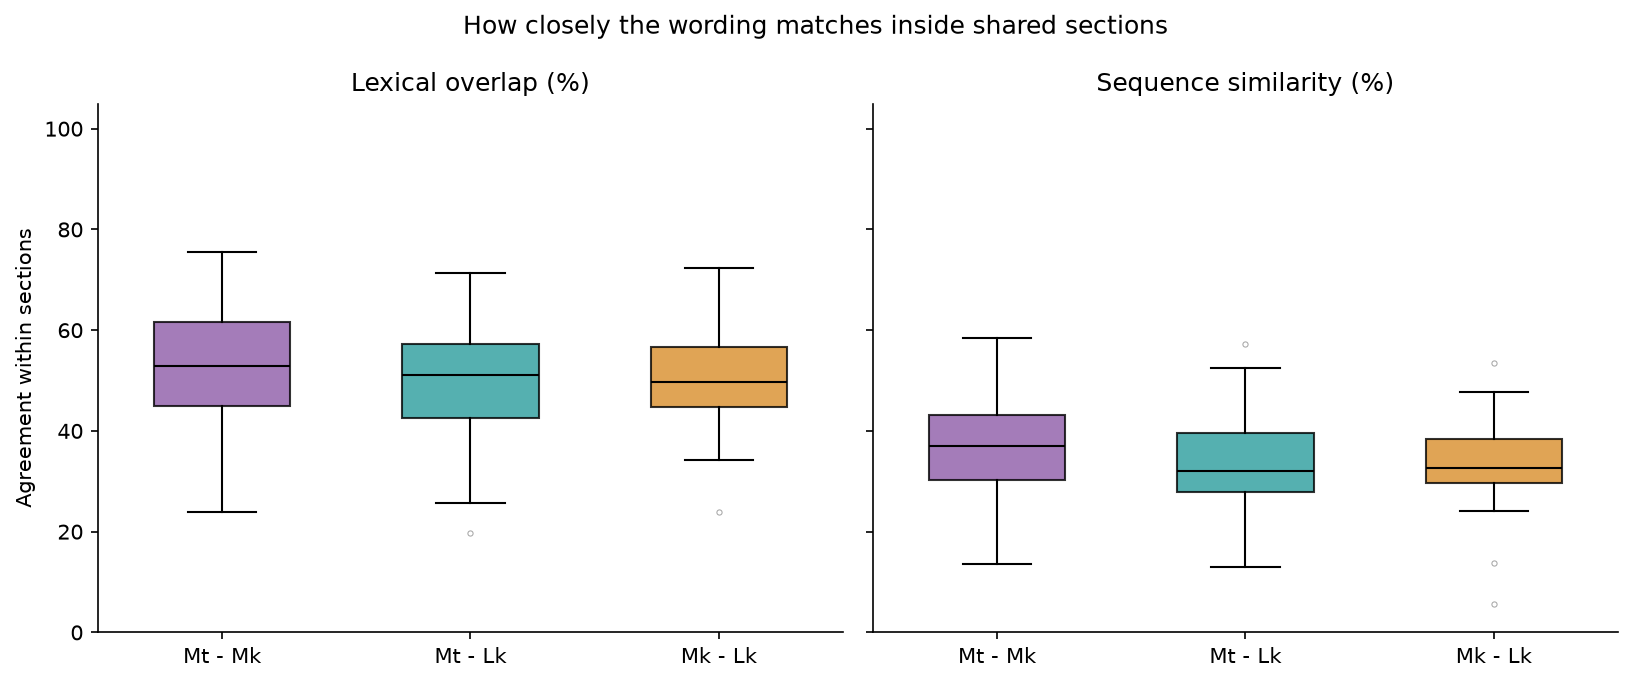 How closely the wording matches inside shared sections
Lexical overlap (%)
Sequence similarity (%)
Agreement within sections
100
80
60
40
20
0
Mt - Mk
Mt - Lk
Mk - Lk
Mt - Mk
Mt - Lk
Mk - Lk